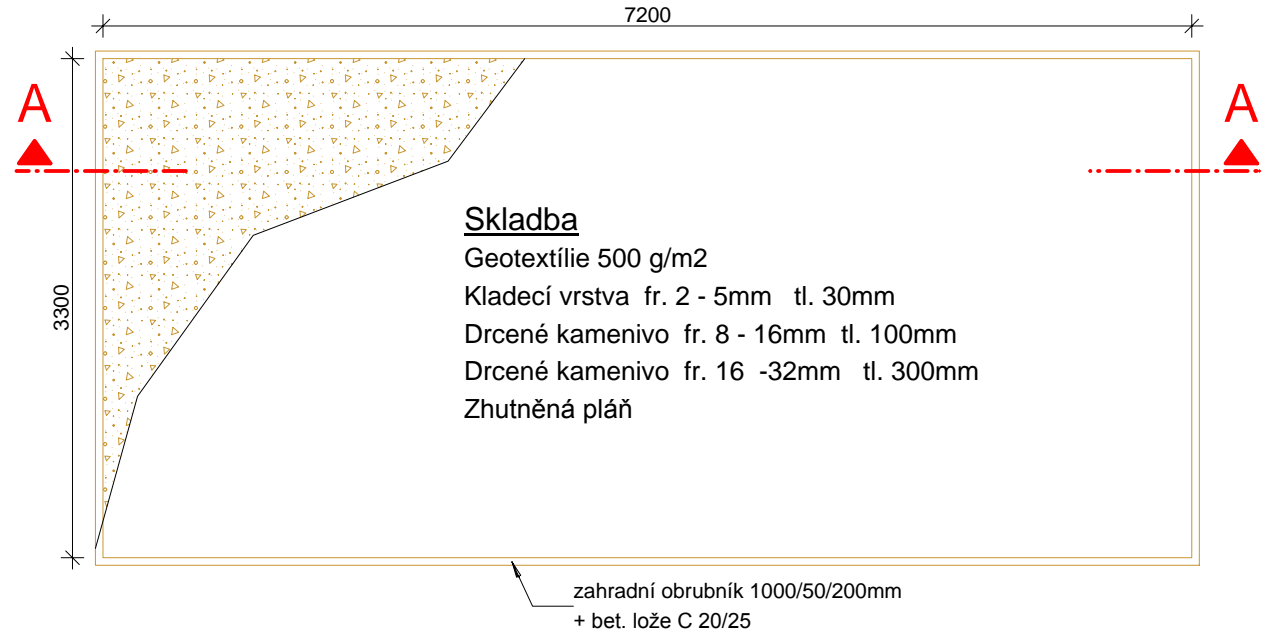 7200
A
A
3300
Skladba
Geotextílie 500 g/m2
Kladecí vrstva fr. 2 - 5mm tl. 30mm
Drcené kamenivo fr. 8 - 16mm tl. 100mm
Drcené kamenivo fr. 16 -32mm tl. 300mm
Zhutněná pláň
zahradní obrubník 1000/50/200mm
+ bet. lože C 20/25